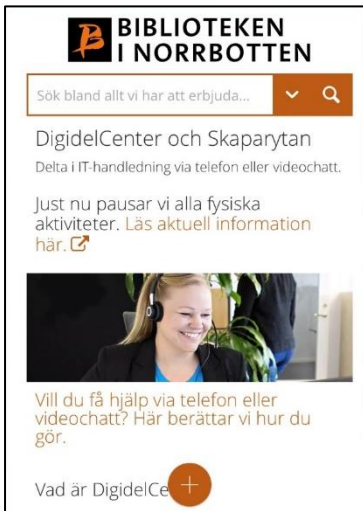 BIBLIOTEKEN
I NORRBOTTEN
Sök bland allt vi har att erbjuda...
DigidelCenter och Skaparytan
Delta i IT-handledning via telefon eller videochatt.
Just nu pausar vi alla fysiska
aktiviteter. Läs aktuell information
här.
Vill du få hjälp via telefon eller
videochatt? Här berättar vi hur du
gör.
Vad är DigidelCe